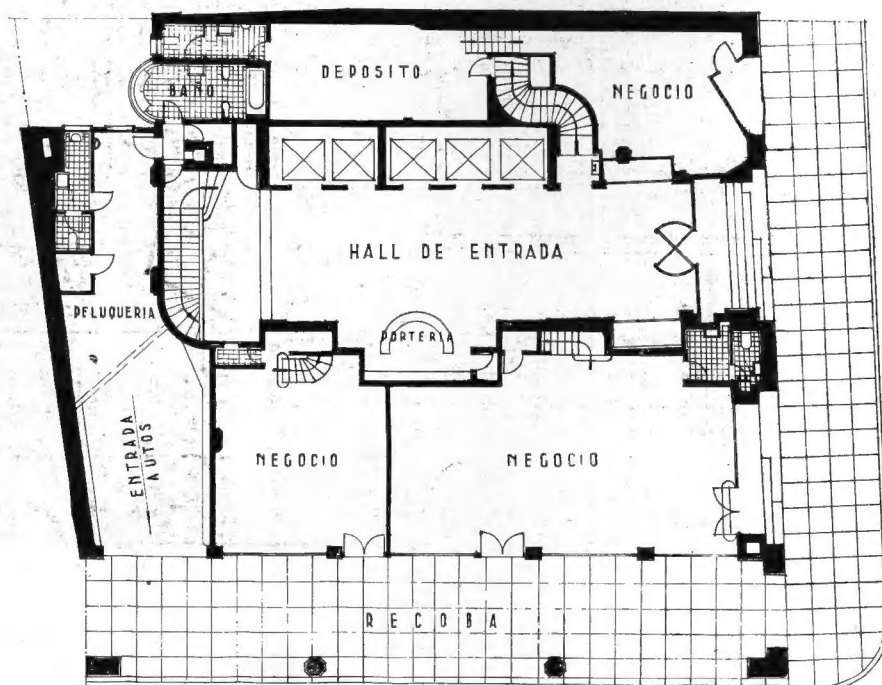 DEPOSITO
NEGOCIO
BAÑO
HALL DE ENTRADA
PELUQUERIA
PORTERIA
ENTRADA
AUTOS
NEGOCIO
NEGOCIO
RECOBA